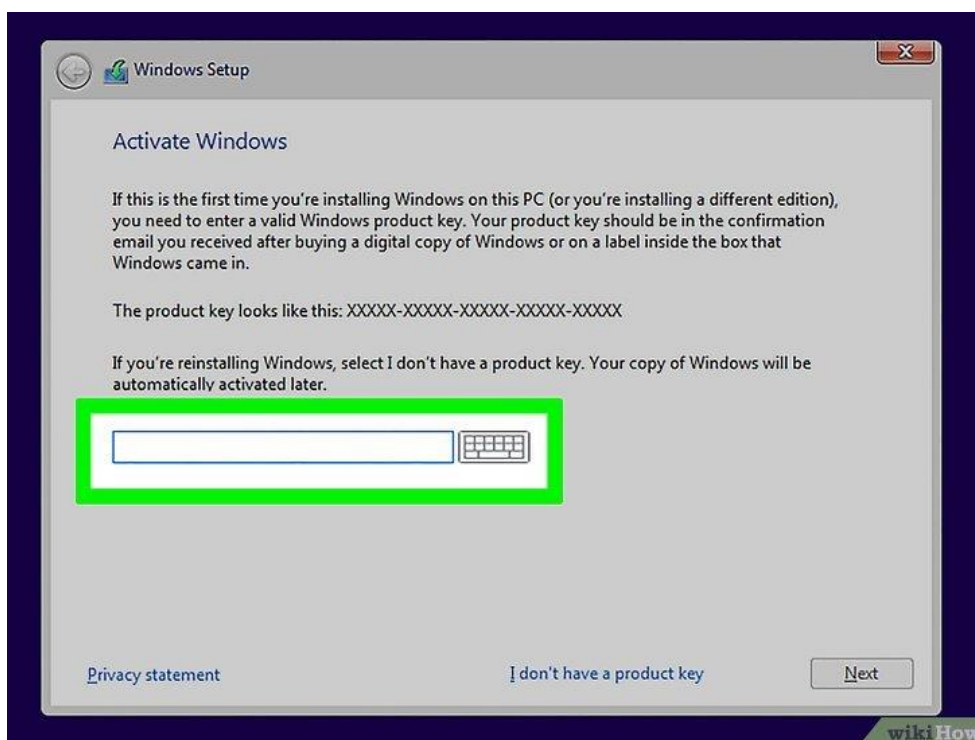 Windows Setup
Activate Windows
If this is the first time you're installing Windows on this PC (or you're installing a different edition),
you need to enter a valid Windows product key. Your product key should be in the confirmation
email you received after buying a digital copy of Windows or on a label inside the box that
Windows came in.
The product key looks like this: XXXXX-XXXXX-XXXXX-XXXXX-XXXXX
If you're reinstalling Windows, select I don't have a product key. Your copy of Windows will be
automatically activated later.
Privacy statement
I don't have a product key
Next
wikiHow